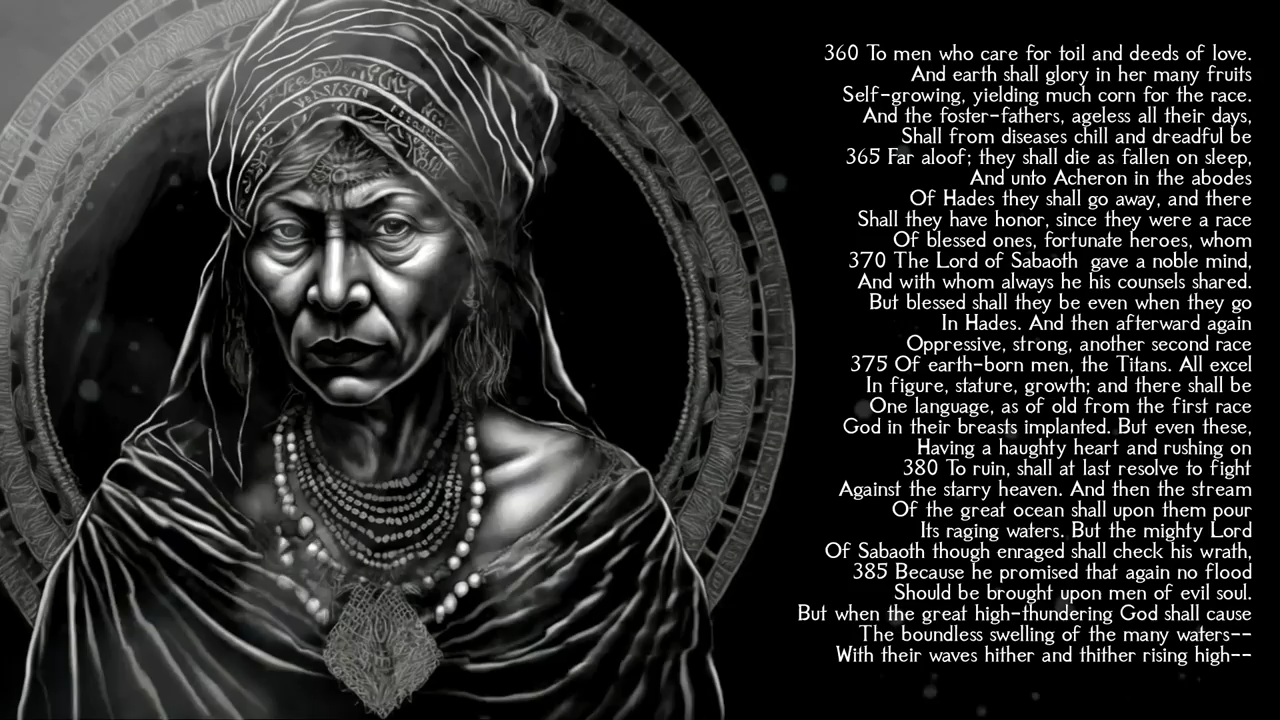 360 To men who care for toil and deeds of love.
And earth shall glory in her many fruits
Self-growing, yielding much corn for the race.
And the foster-fathers, ageless all their days,
Shall from diseases chill and dreadful be
365 Far aloof; they shall die as fallen on sleep,
And unto Acheron in the abodes
Of Hades they shall go away, and there
Shall they have honor, since they were a race
Of blessed ones, fortunate heroes, whom
370 The Lord of Sabaoth gave a noble mind,
And with whom always he his counsels shared.
But blessed shall they be even when they go
In Hades. And then afterward again
Oppressive, strong, another second race
375 Of earth-born men, the Titans. All excel
In figure, stature, growth; and there shall be
One language, as of old from the first race
God in their breasts implanted. But even these,
Having a haughty heart and rushing on
380 To ruin, shall at last resolve to fight
Against the starry heaven. And then the stream
Of the great ocean shall upon them pour
Its raging waters. But the mighty Lord
Of Sabaoth though enraged shall check his wrath,
385 Because he promised that again no flood
Should be brought upon men of evil soul.
But when the great high-thundering God shall cause
The boundless swelling of the many waters--
With their waves hither and thither rising high--